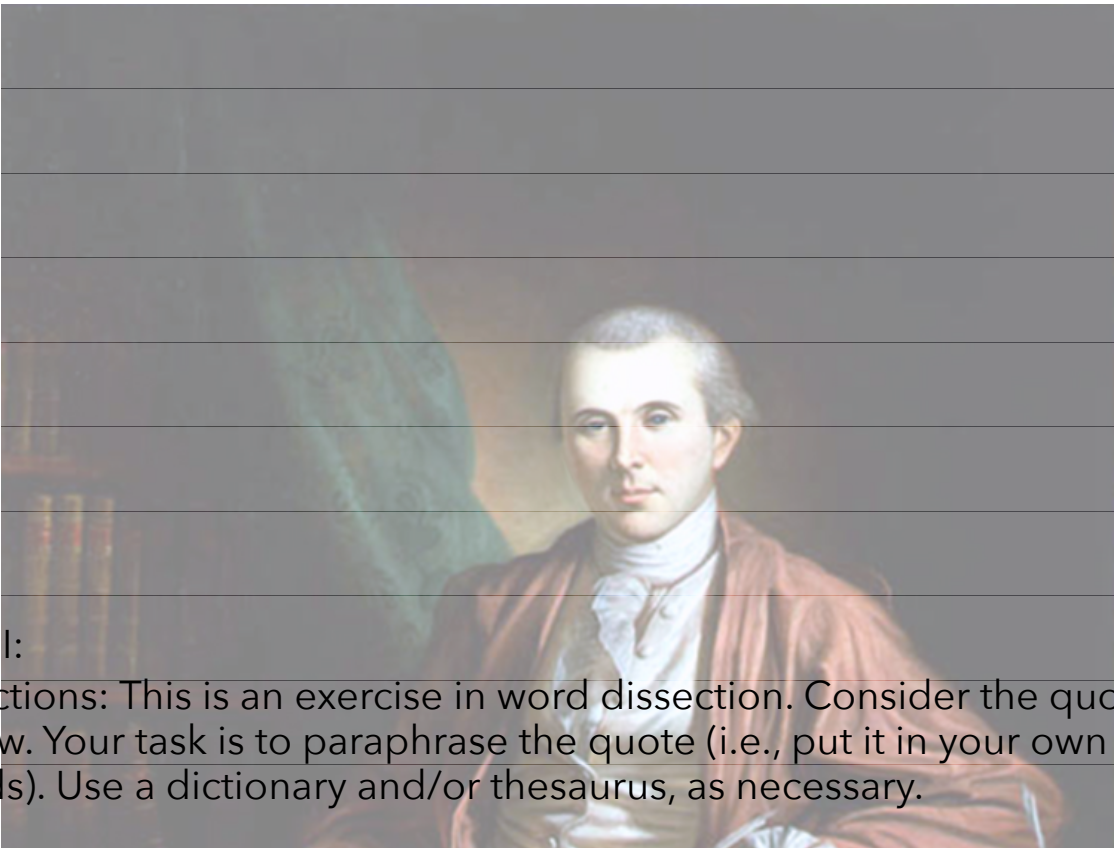 l:
ctions: This is an exercise in word dissection. Consider the quo
w. Your task is to paraphrase the quote (i.e., put it in your own
ds). Use a dictionary and/or thesaurus, as necessary.